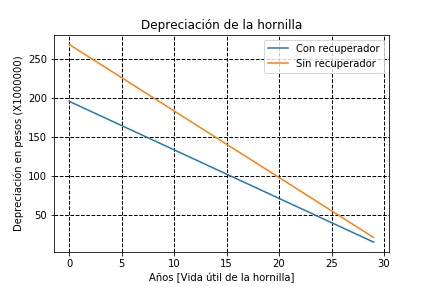 Depreciación de la hornilla
Con recuperador
Sin recuperador
Depreciación en pesos (X1000000)
250
200
150
100
50
0 5 10 15 20 25 30
Años [Vida útil de la hornilla]